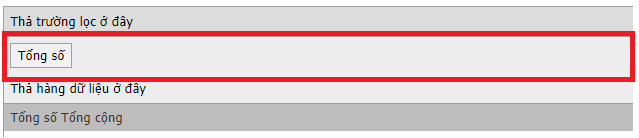 Thả trường lọc ở đây
Tổng số
Thả hàng dữ liệu ở đây
Tổng số Tổng cộng